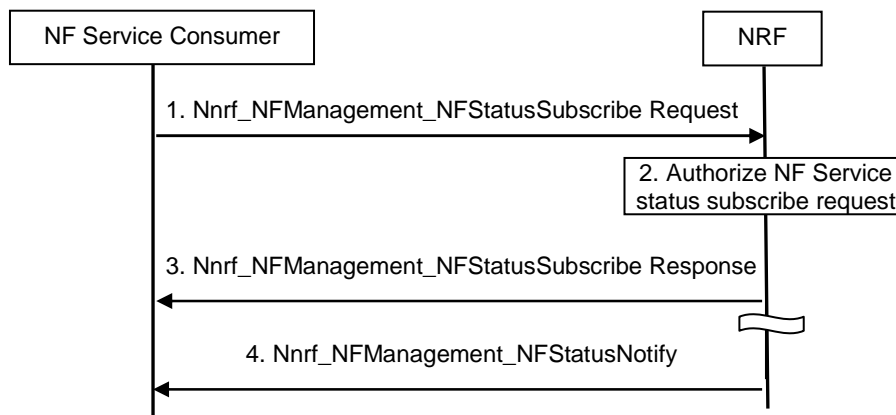 NF Service Consumer
NRF
1. Nnrf_NFManagement_NFStatusSubscribe Request
2. Authorize NF Service
status subscribe request
3. Nnrf_NFManagement_NFStatusSubscribe Response
4. Nnrf_NFManagement_NFStatusNotify